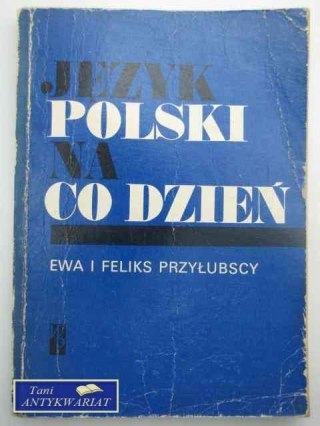 JĘZYK
POLSKI
NA
CO DZIEŃ
EWA I FELIKS PRZYŁUBSCY
Tani
ANTYKWARIAT